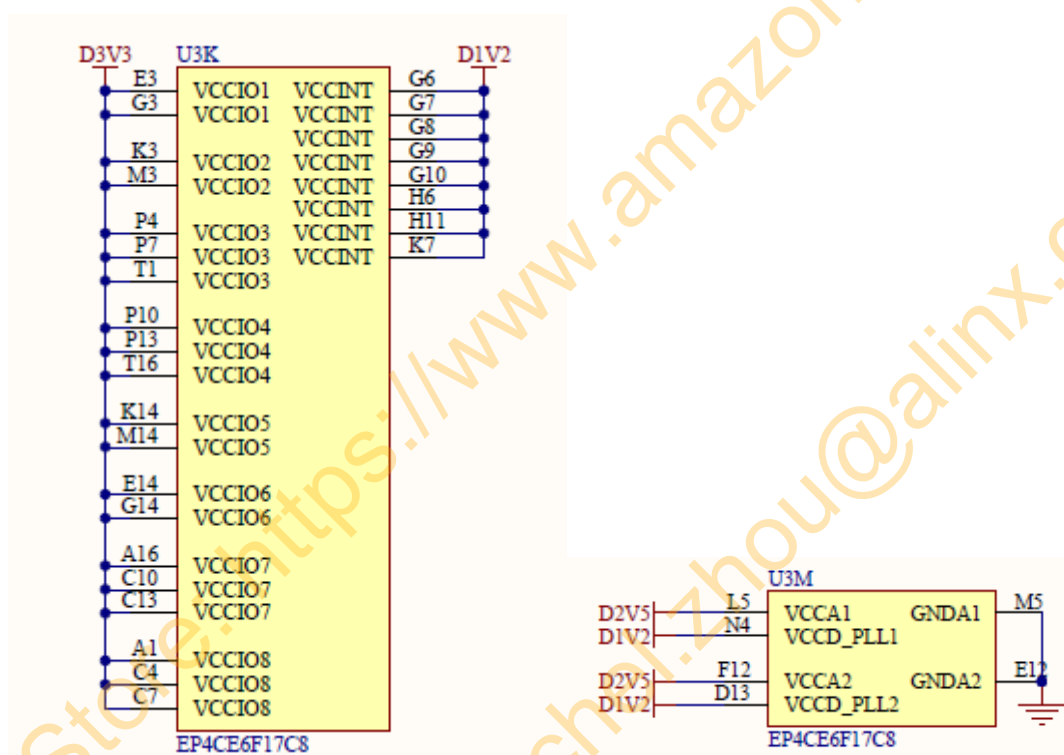 D3V3 U3K D1V2
E3 VCCIO1 VCCINT G6
G3 VCCIO1 VCCINT G7
VCCINT G8
K3 VCCIO2 VCCINT G9
M3 VCCIO2 VCCINT G10
VCCINT H6
P4 VCCIO3 VCCINT H11
P7 VCCIO3 VCCINT K7
T1 VCCIO3
P10 VCCIO4
P13 VCCIO4
T16 VCCIO4
K14 VCCIO5
M14 VCCIO5
E14 VCCIO6
G14 VCCIO6
A16 VCCIO7
C10 VCCIO7
C13 VCCIO7
A1 VCCIO8
C4 VCCIO8
C7 VCCIO8
EP4CE6F17C8
U3M
D2V5 L5 VCCA1 GNDA1 M5
D1V2 N4 VCCD_PLL1
D2V5 F12 VCCA2 GNDA2 E12
D1V2 D13 VCCD_PLL2
EP4CE6F17C8
Store: https://www.amazon
zhou@alinx.